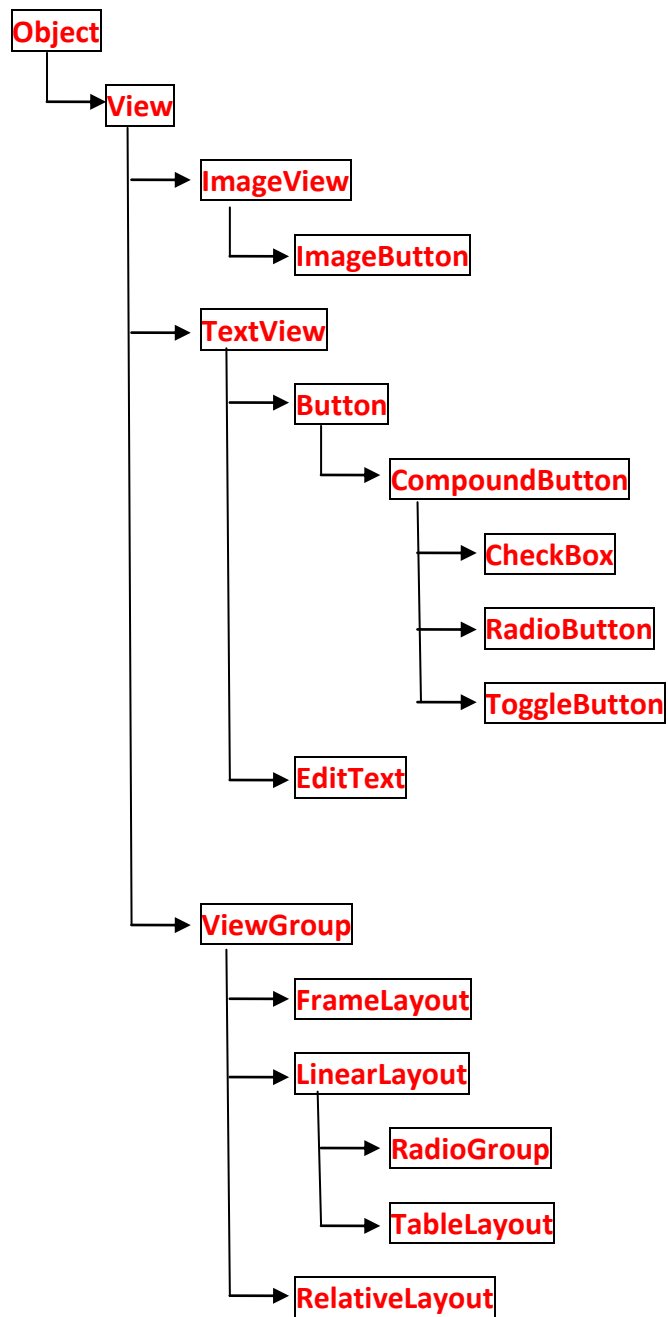 Object
View
ImageView
ImageButton
TextView
Button
CompoundButton
CheckBox
RadioButton
ToggleButton
EditText
ViewGroup
FrameLayout
LinearLayout
RadioGroup
TableLayout
RelativeLayout